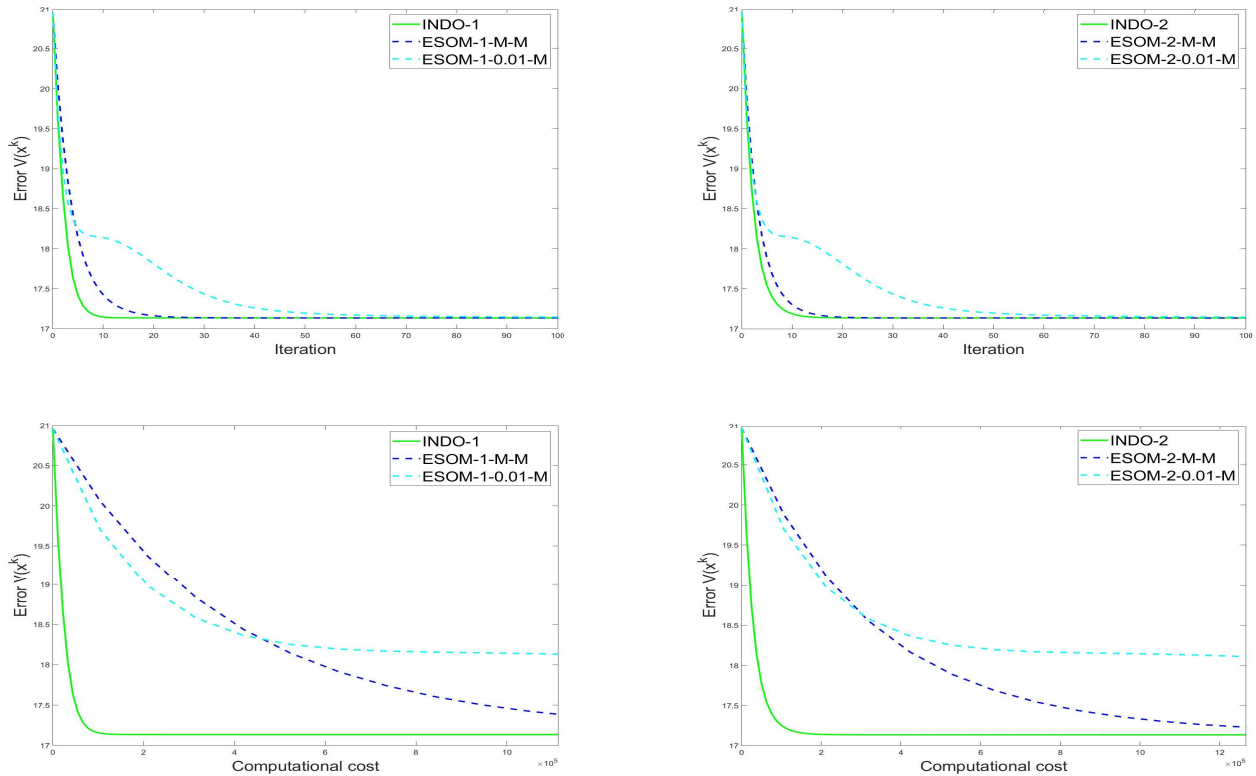 21
20.5
20
19.5
19
18.5
18
17.5
17
0 10 20 30 40 50 60 70 80 90 100
Error V(x^k)
Iteration
INDO-1
ESOM-1-M-M
ESOM-1-0.01-M
21
20.5
20
19.5
19
18.5
18
17.5
17
0 10 20 30 40 50 60 70 80 90 100
Error V(x^k)
Iteration
INDO-2
ESOM-2-M-M
ESOM-2-0.01-M
21
20.5
20
19.5
19
18.5
18
17.5
17
0 2 4 6 8 10
×10^5
Error V(x^k)
Computational cost
INDO-1
ESOM-1-M-M
ESOM-1-0.01-M
21
20.5
20
19.5
19
18.5
18
17.5
17
0 2 4 6 8 10 12
×10^5
Error V(x^k)
Computational cost
INDO-2
ESOM-2-M-M
ESOM-2-0.01-M